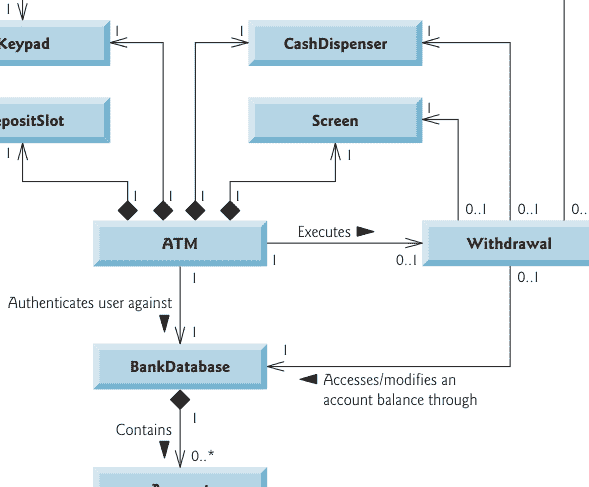 1
Keypad
1
1
CashDispenser
1
epositSlot
Screen
1
1
1
1
1
1
1
0..1
0..1
0..
ATM
Executes
Withdrawal
1
0..1
1
0..1
Authenticates user against
1
1
BankDatabase
Accesses/modifies an
account balance through
1
Contains
0..*